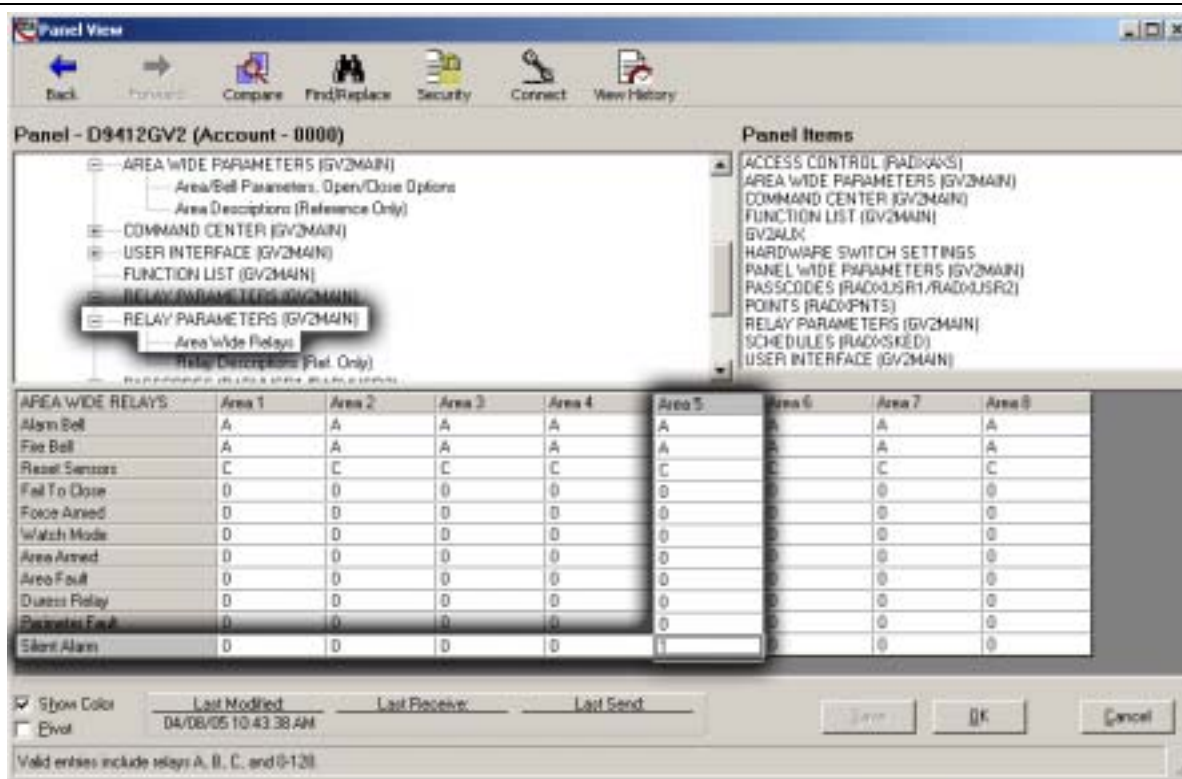 Panel View
Back Forward Compare Find/Replace Security Connect View History
Panel - D9412GV2 (Account - 0000)
AREA WIDE PARAMETERS (GV2MAIN)
Area/Bell Parameters, Open/Close Options
Area Descriptions (Reference Only)
COMMAND CENTER (GV2MAIN)
USER INTERFACE (GV2MAIN)
FUNCTION LIST (GV2MAIN)
RELAY PARAMETERS (GV2MAIN)
RELAY PARAMETERS (GV2MAIN)
Area Wide Relays
Relay Descriptions (Ref. Only)
Panel Items
ACCESS CONTROL (RADXAXS)
AREA WIDE PARAMETERS (GV2MAIN)
COMMAND CENTER (GV2MAIN)
FUNCTION LIST (GV2MAIN)
GV2AUX
HARDWARE SWITCH SETTINGS
PANEL WIDE PARAMETERS (GV2MAIN)
PASSCODES (RADXUSR1/RADXUSR2)
POINTS (RADXPNTS)
RELAY PARAMETERS (GV2MAIN)
SCHEDULES (RADXSKED)
USER INTERFACE (GV2MAIN)
AREA WIDE RELAYS Area 1 Area 2 Area 3 Area 4 Area 5 Area 6 Area 7 Area 8
Alarm Bell A A A A A A A
Fire Bell A A A A A A A
Reset Sensors C C C C C C C
Fail To Close 0 0 0 0 0 0 0
Force Armed 0 0 0 0 0 0 0
Watch Mode 0 0 0 0 0 0 0
Area Armed 0 0 0 0 0 0 0
Area Fault 0 0 0 0 0 0 0
Duress Relay 0 0 0 0 0 0 0
Perimeter Fault 0 0 0 0 0 0 0
Silent Alarm 0 0 0 0 1 0 0
Show Color Last Modified: Last Receive: Last Send:
Pivot 04/08/05 10:43:38 AM
Save OK Cancel
Valid entries include relays A, B, C, and 0-128.